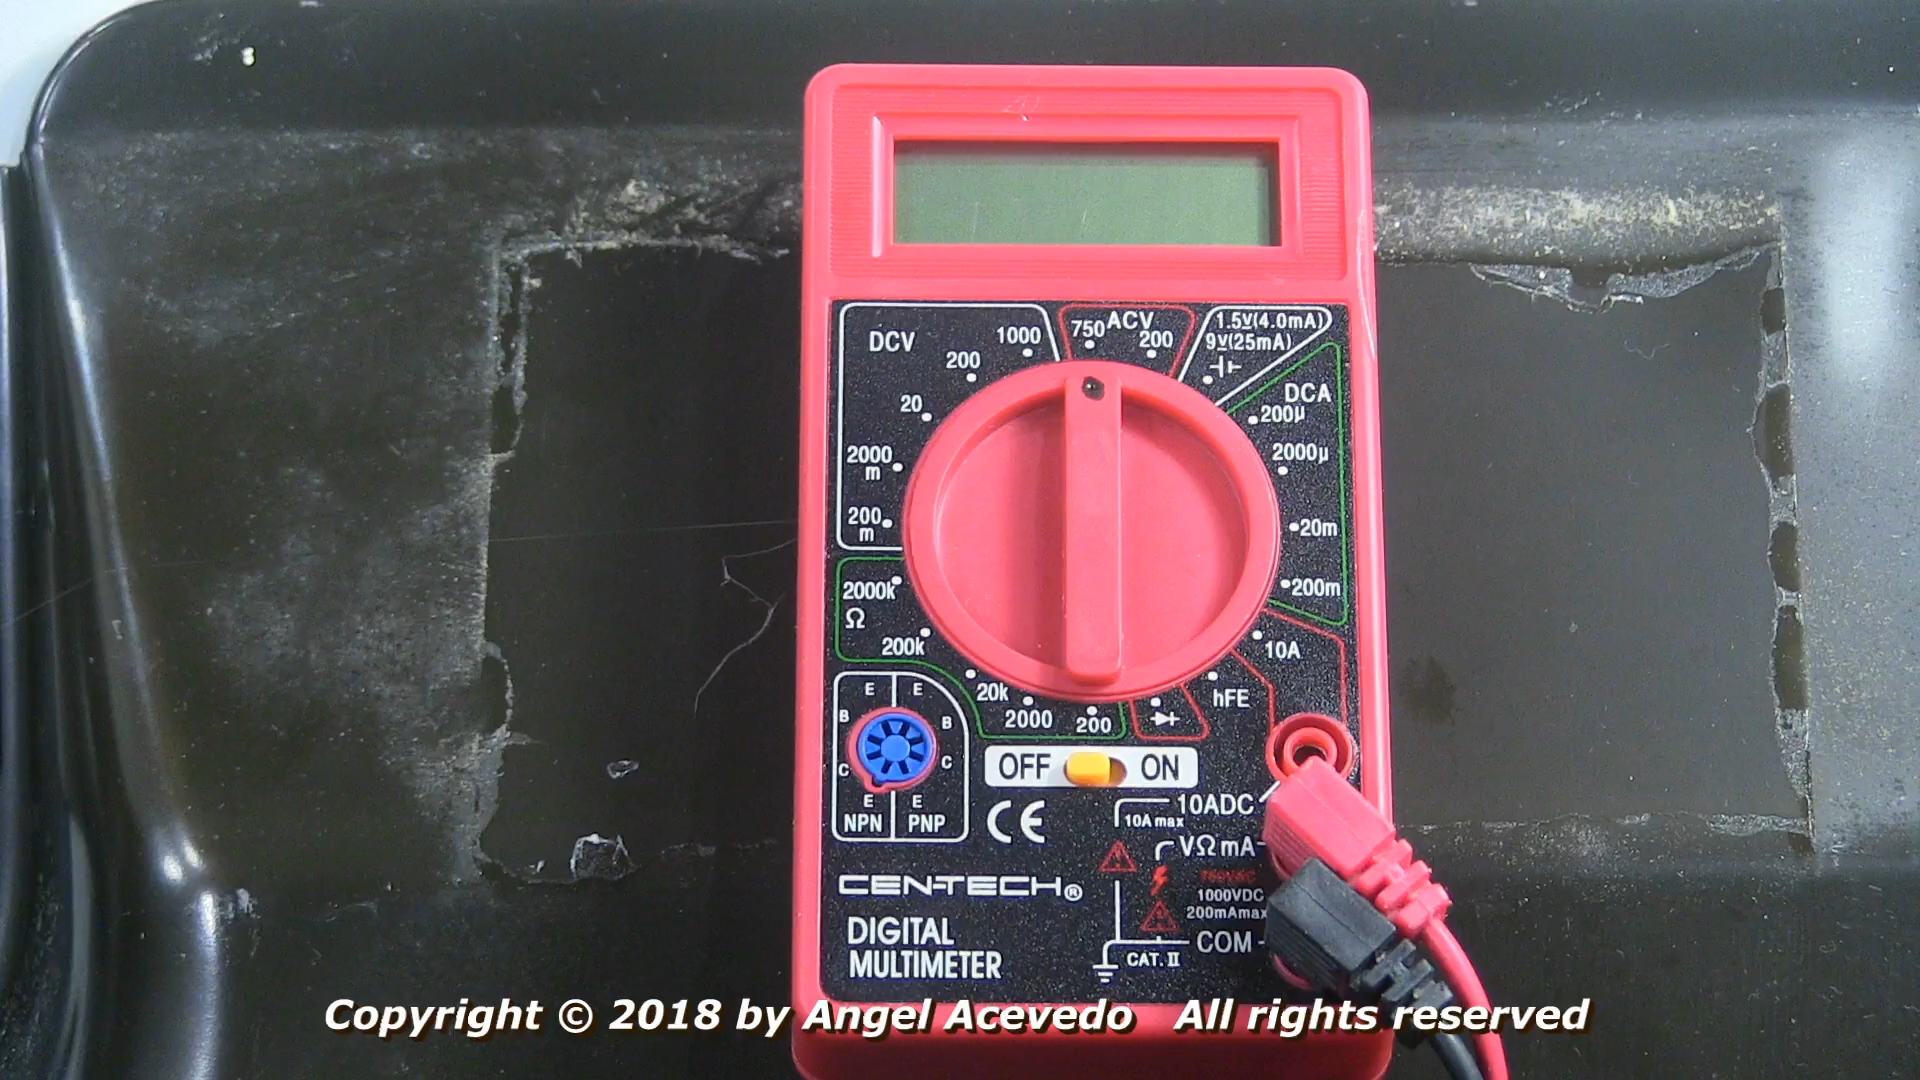 DCV
1000
200
20
2000
m
200
m
750 ACV
200
1.5V(4.0mA)
9V(25mA)
DCA
200µ
2000µ
20m
200m
10A
hFE
2000k
Ω
200k
20k
2000
200
E E
B B
C C
E E
NPN PNP
OFF ON
CE
10ADC
10A max
VΩmA
750VAC
1000VDC
200mAmax
COM
CAT. II
CEN-TECH®
DIGITAL
MULTIMETER
Copyright © 2018 by Angel Acevedo All rights reserved